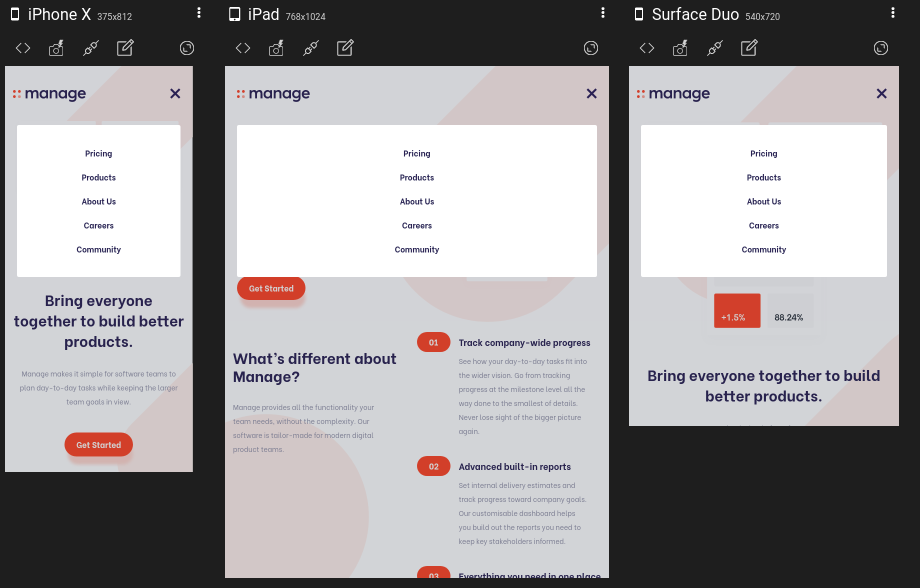 iPhone X 375x812
manage
Pricing
Products
About Us
Careers
Community
Bring everyone
together to build better
products.
Manage makes it simple for software teams to
plan day-to-day tasks while keeping the larger
team goals in view.
Get Started
iPad 768x1024
manage
Pricing
Products
About Us
Careers
Community
Get Started
What's different about
Manage?
Manage provides all the functionality your
team needs, without the complexity. Our
software is tailor-made for modern digital
product teams.
01 Track company-wide progress
See how your day-to-day tasks fit into
the wider vision. Go from tracking
progress at the milestone level all the
way done to the smallest of details.
Never lose sight of the bigger picture
again.
02 Advanced built-in reports
Set internal delivery estimates and
track progress toward company goals.
Our customisable dashboard helps
you build out the reports you need to
keep key stakeholders informed.
03 Everything you need in one place
Surface Duo 540x720
manage
Pricing
Products
About Us
Careers
Community
+1.5% 88.24%
Bring everyone together to build
better products.